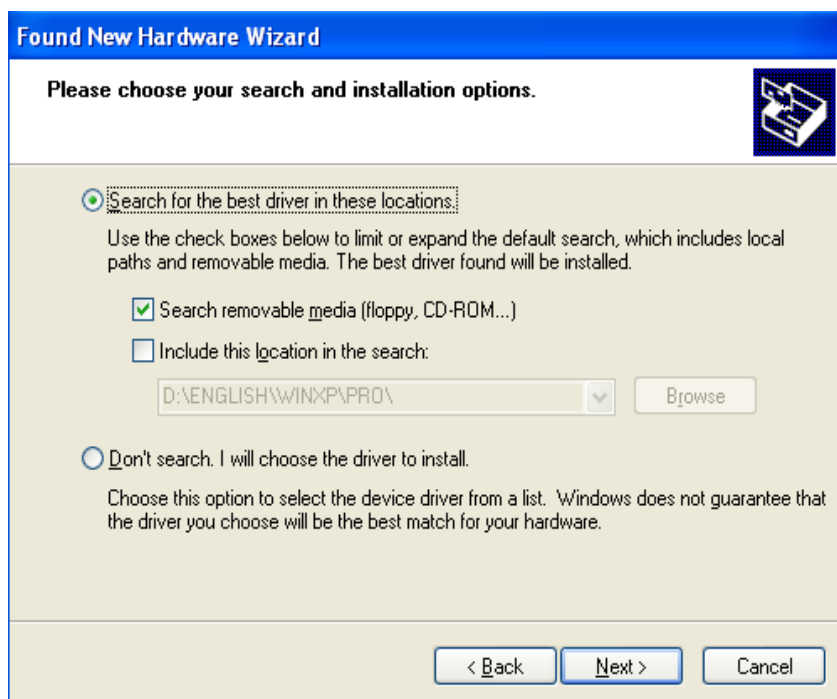 Found New Hardware Wizard
Please choose your search and installation options.
Search for the best driver in these locations.
Use the check boxes below to limit or expand the default search, which includes local
paths and removable media. The best driver found will be installed.
Search removable media (floppy, CD-ROM...)
Include this location in the search:
D:\ENGLISH\WINXP\PRO\
Browse
Don't search. I will choose the driver to install.
Choose this option to select the device driver from a list. Windows does not guarantee that
the driver you choose will be the best match for your hardware.
< Back Next > Cancel